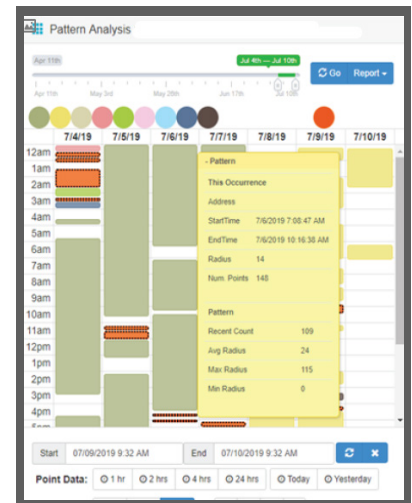 Pattern Analysis
Apr 11th
Jul 4th — Jul 10th
Go
Report
Apr 11th May 3rd May 26th Jun 17th Jul 10th
7/4/19 7/5/19 7/6/19 7/7/19 7/8/19 7/9/19 7/10/19
12am
1am
2am
3am
4am
5am
6am
7am
8am
9am
10am
11am
12pm
1pm
2pm
3pm
4pm
5am
- Pattern
This Occurrence
Address
StartTime 7/6/2019 7:08:47 AM
EndTime 7/6/2019 10:16:38 AM
Radius 14
Num. Points 148
Pattern
Recent Count 109
Avg Radius 24
Max Radius 115
Min Radius 0
Start 07/09/2019 9:32 AM End 07/10/2019 9:32 AM
Point Data: 1 hr 2 hrs 4 hrs 24 hrs Today Yesterday